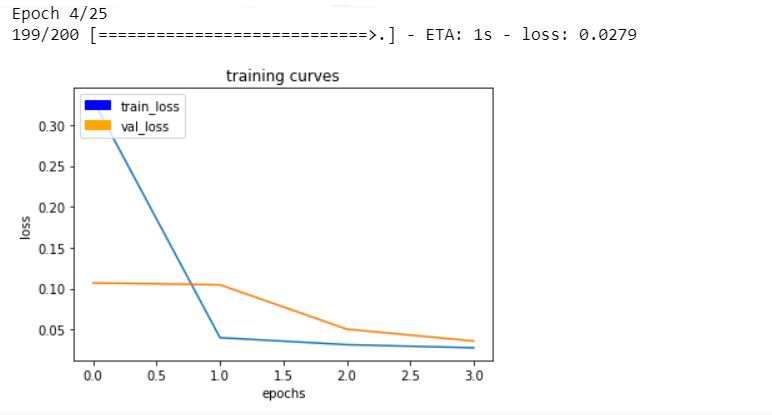 Epoch 4/25
199/200 [============================>.] - ETA: 1s - loss: 0.0279
training curves
train_loss
val_loss
0.30
0.25
0.20
0.15
0.10
0.05
loss
0.0 0.5 1.0 1.5 2.0 2.5 3.0
epochs